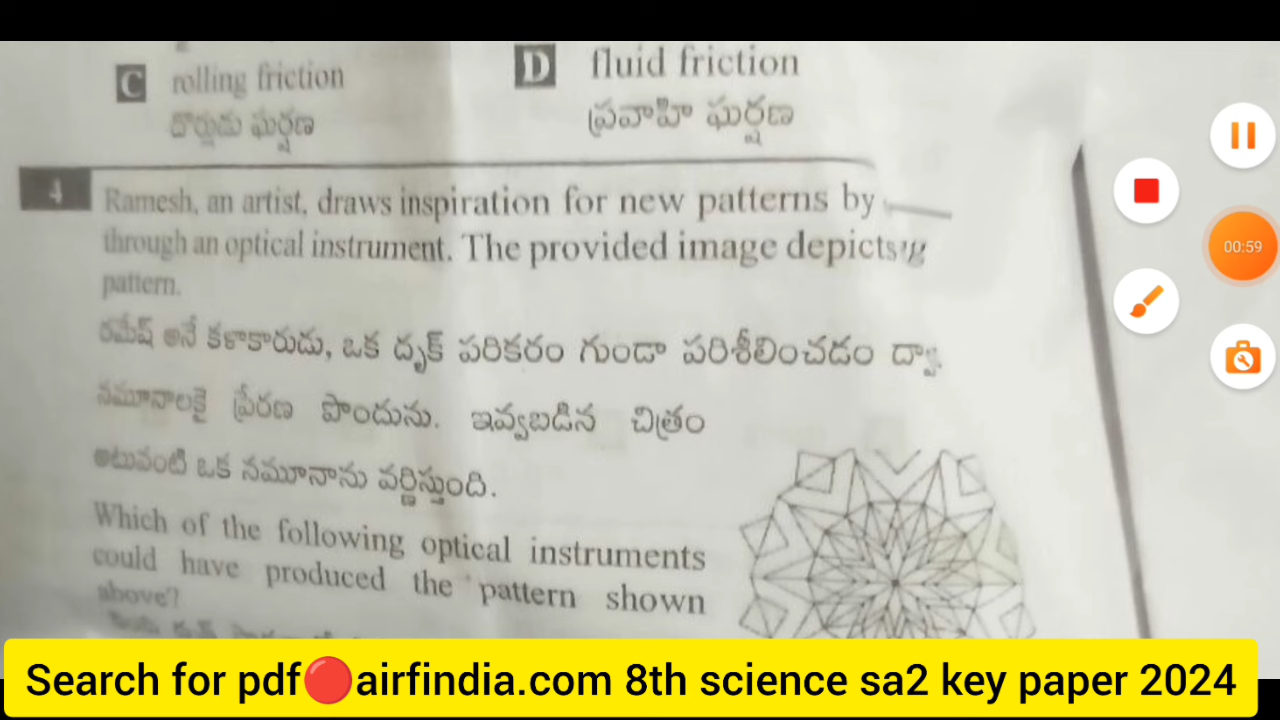 C rolling friction
D fluid friction
దొర్లుడు ఘర్షణ
ప్రవాహి ఘర్షణ
4 Ramesh, an artist, draws inspiration for new patterns by
through an optical instrument. The provided image depicts
pattern.
రమేష్ అనే కళాకారుడు, ఒక దృక్ పరికరం గుండా పరిశీలించడం ద్వా
నమూనాలకై ప్రేరణ పొందును. ఇవ్వబడిన చిత్రం
అటువంటి ఒక నమూనాను వర్ణిస్తుంది.
Which of the following optical instruments
could have produced the pattern shown
above?
00:59
Search for pdf🔴airfindia.com 8th science sa2 key paper 2024